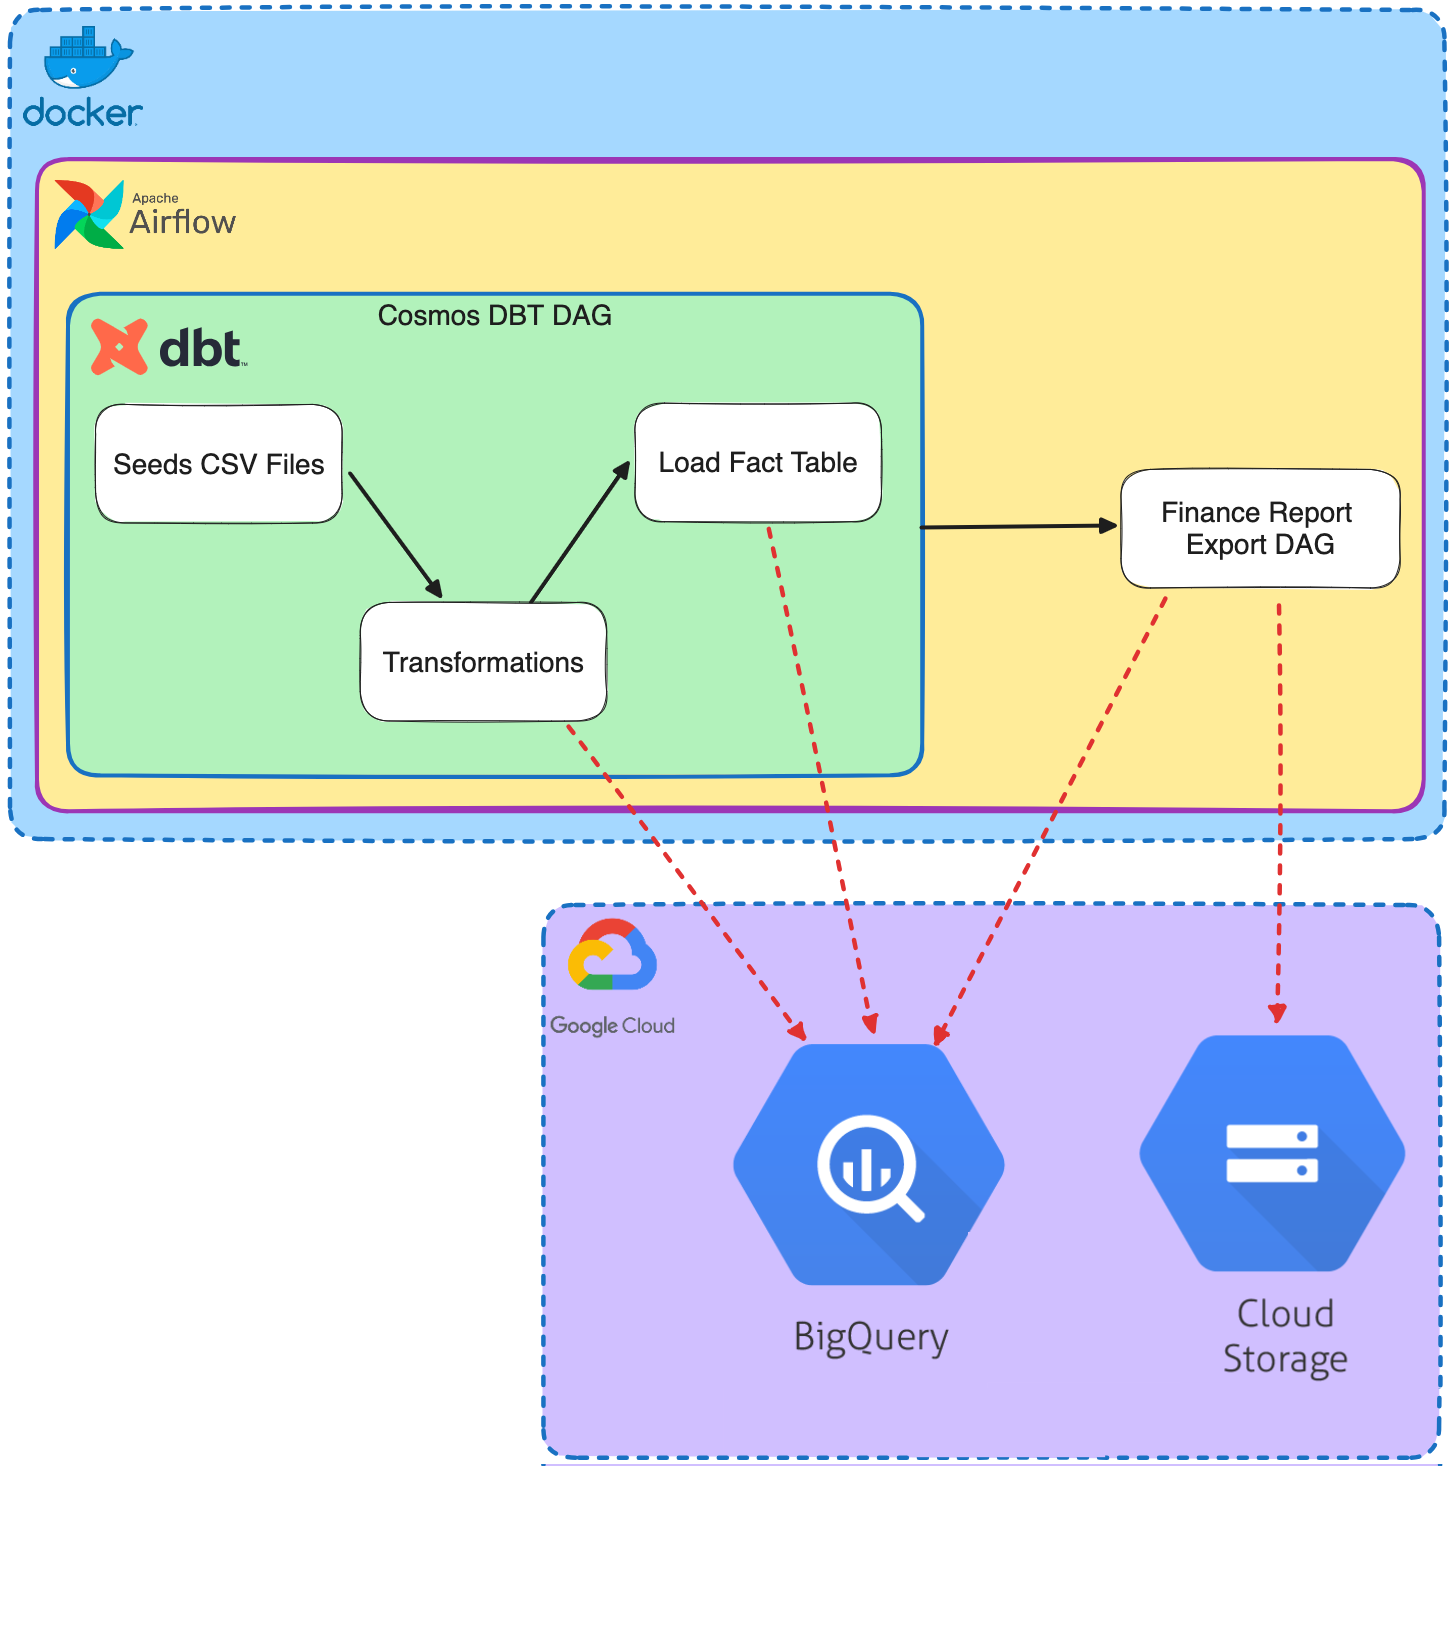 docker
Apache
Airflow
Cosmos DBT DAG
dbt™
Seeds CSV Files
Load Fact Table
Finance Report
Export DAG
Transformations
Google Cloud
BigQuery
Cloud
Storage